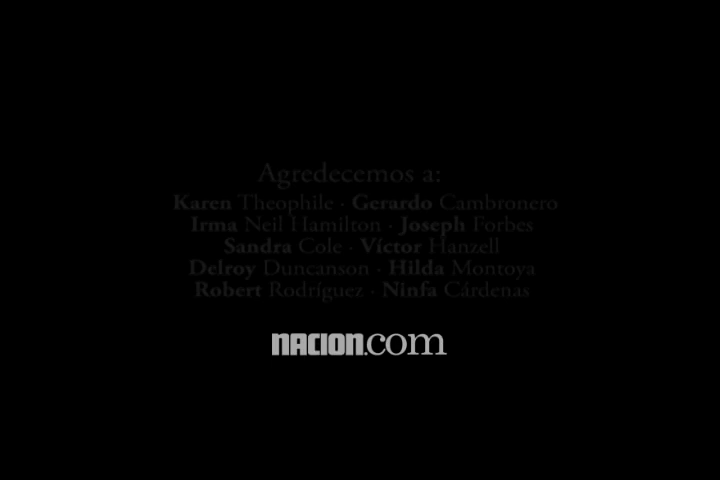 Agredecemos a:
Karen Theophile · Gerardo Cambronero
Irma Neil Hamilton · Joseph Forbes
Sandra Cole · Víctor Hanzell
Delroy Duncanson · Hilda Montoya
Robert Rodríguez · Ninfa Cárdenas
nacion.com